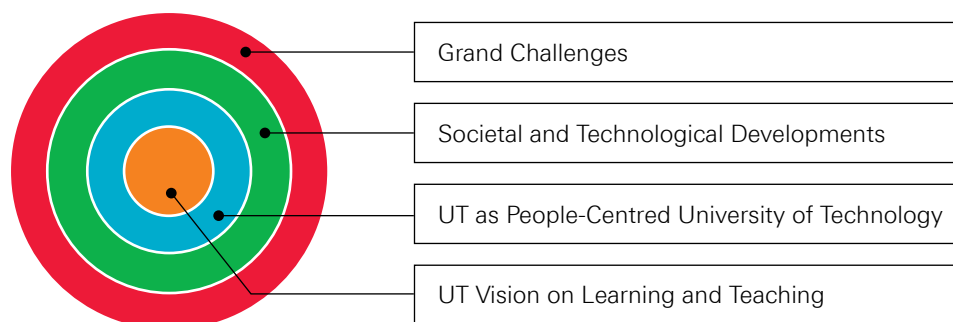 Grand Challenges
Societal and Technological Developments
UT as People-Centred University of Technology
UT Vision on Learning and Teaching